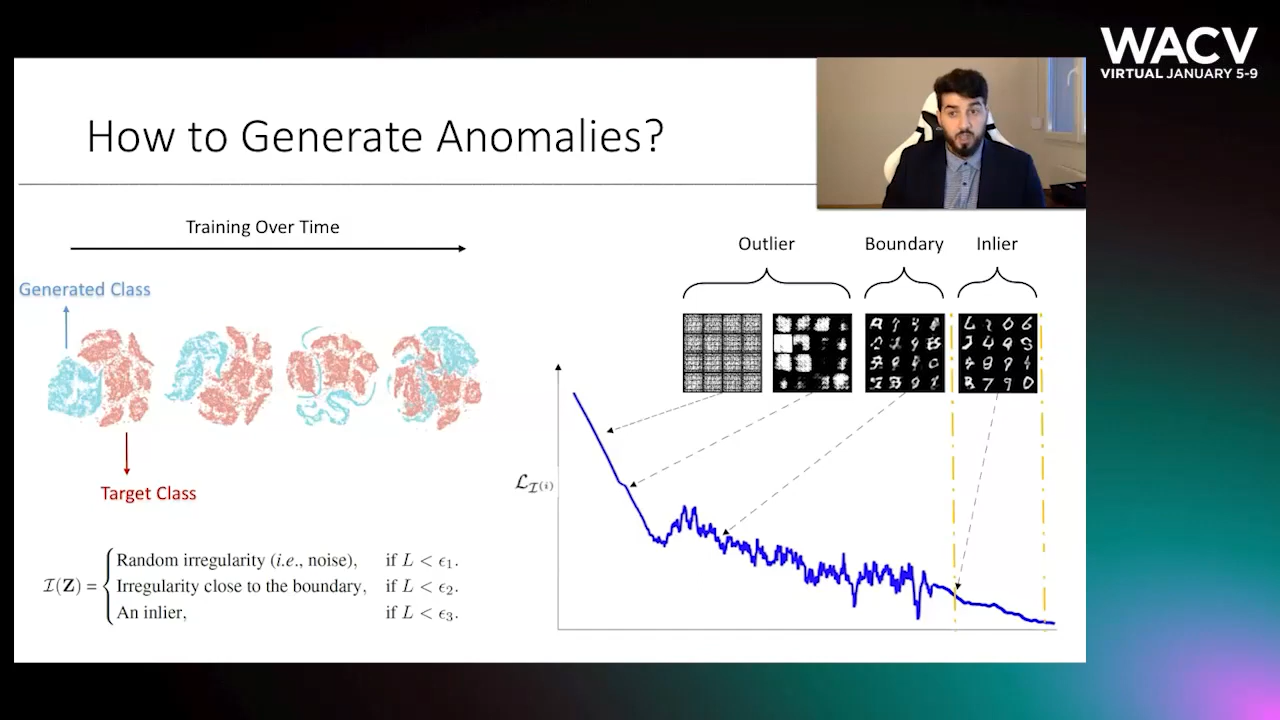 WACV
VIRTUAL JANUARY 5-9
How to Generate Anomalies?
Training Over Time
Generated Class
Target Class
Outlier
Boundary
Inlier
𝓛_𝓘(i)
𝓘(Z) =
Random irregularity (i.e., noise), if L < ϵ₁.
Irregularity close to the boundary, if L < ϵ₂.
An inlier, if L < ϵ₃.